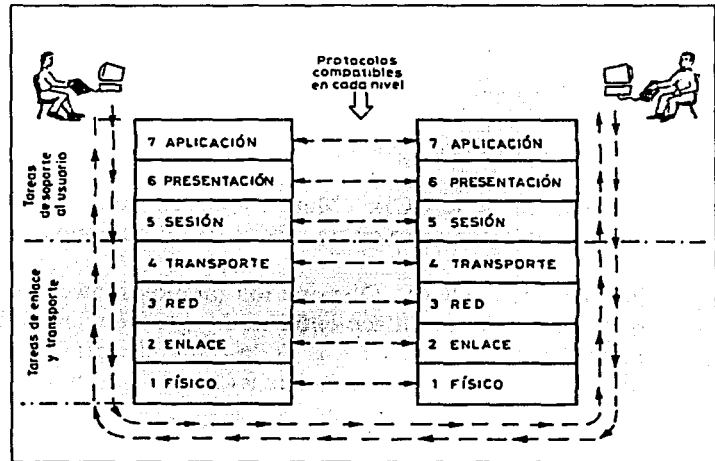 Protocolos
compatibles
en cada nivel
Tareas
de soporte
al usuario
Tareas de enlace
y transporte
7 APLICACIÓN
6 PRESENTACIÓN
5 SESIÓN
4 TRANSPORTE
3 RED
2 ENLACE
1 FÍSICO
7 APLICACIÓN
6 PRESENTACIÓN
5 SESIÓN
4 TRANSPORTE
3 RED
2 ENLACE
1 FÍSICO